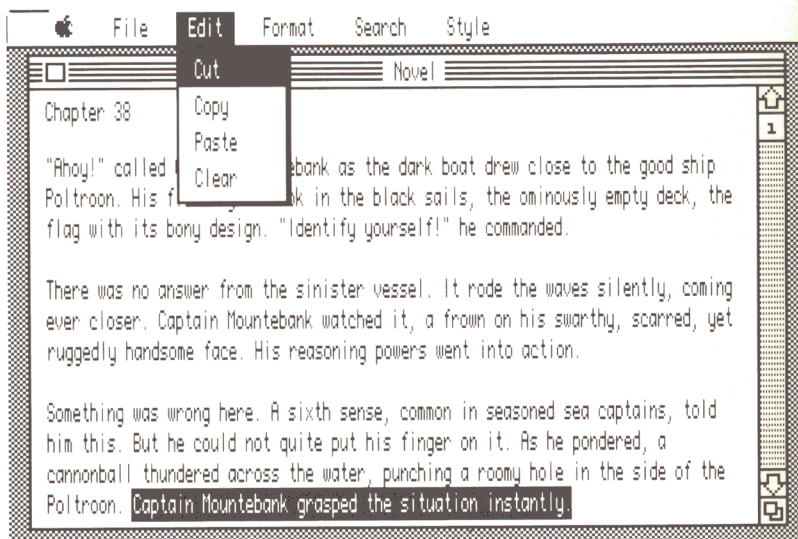 File Edit Format Search Style
Novel
Cut
Copy
Paste
Clear
Chapter 38
1
"Ahoy!" called as the dark boat drew close to the good ship
Poltroon. His in the black sails, the ominously empty deck, the
flag with its bony design. "Identify yourself!" he commanded.
There was no answer from the sinister vessel. It rode the waves silently, coming
ever closer. Captain Mountebank watched it, a frown on his swarthy, scarred, yet
ruggedly handsome face. His reasoning powers went into action.
Something was wrong here. A sixth sense, common in seasoned sea captains, told
him this. But he could not quite put his finger on it. As he pondered, a
cannonball thundered across the water, punching a roomy hole in the side of the
Poltroon. Captain Mountebank grasped the situation instantly.